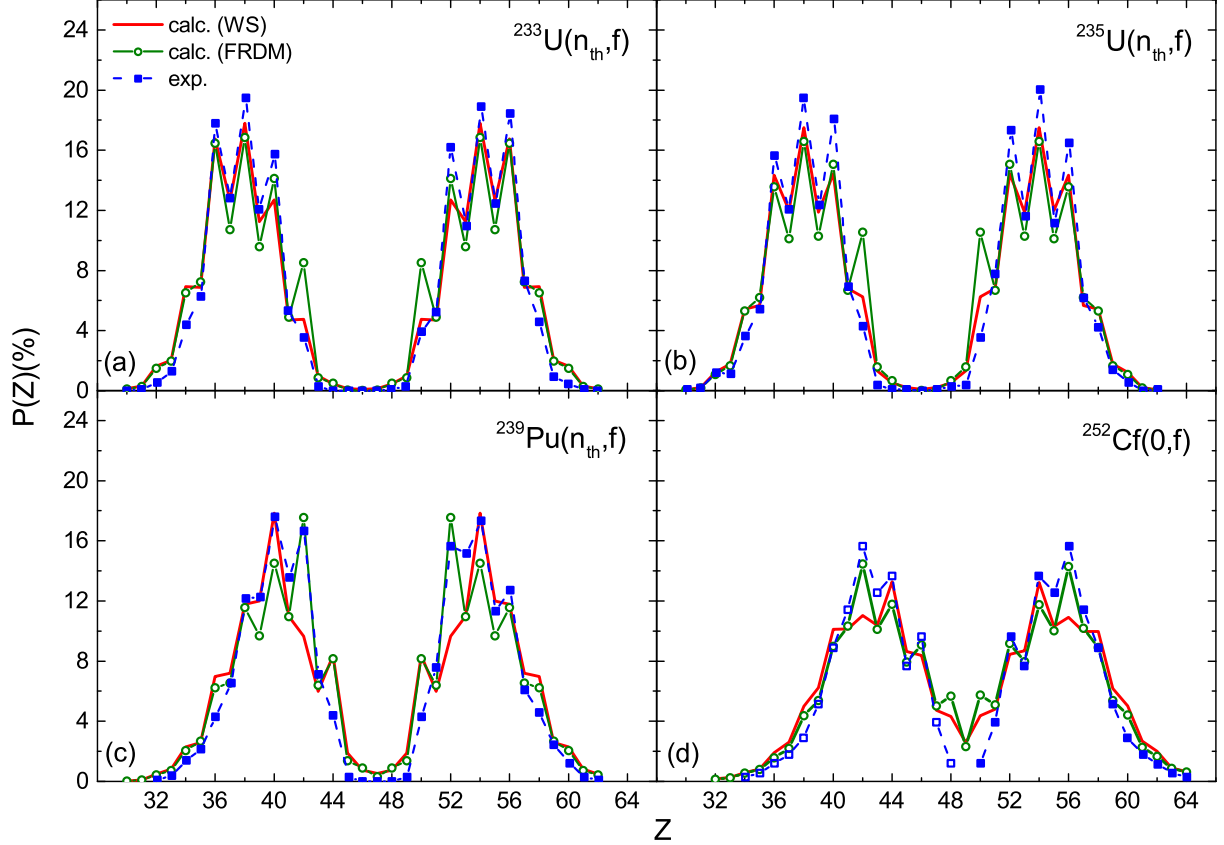 24
20
16
12
8
4
0
calc. (WS)
calc. (FRDM)
exp.
²³³U(nₜₕ,f)
(a)
²³⁵U(nₜₕ,f)
(b)
P(Z)(%)
24
20
16
12
8
4
0
²³⁹Pu(nₜₕ,f)
(c)
32 36 40 44 48 52 56 60 64
²⁵²Cf(0,f)
(d)
32 36 40 44 48 52 56 60 64
Z